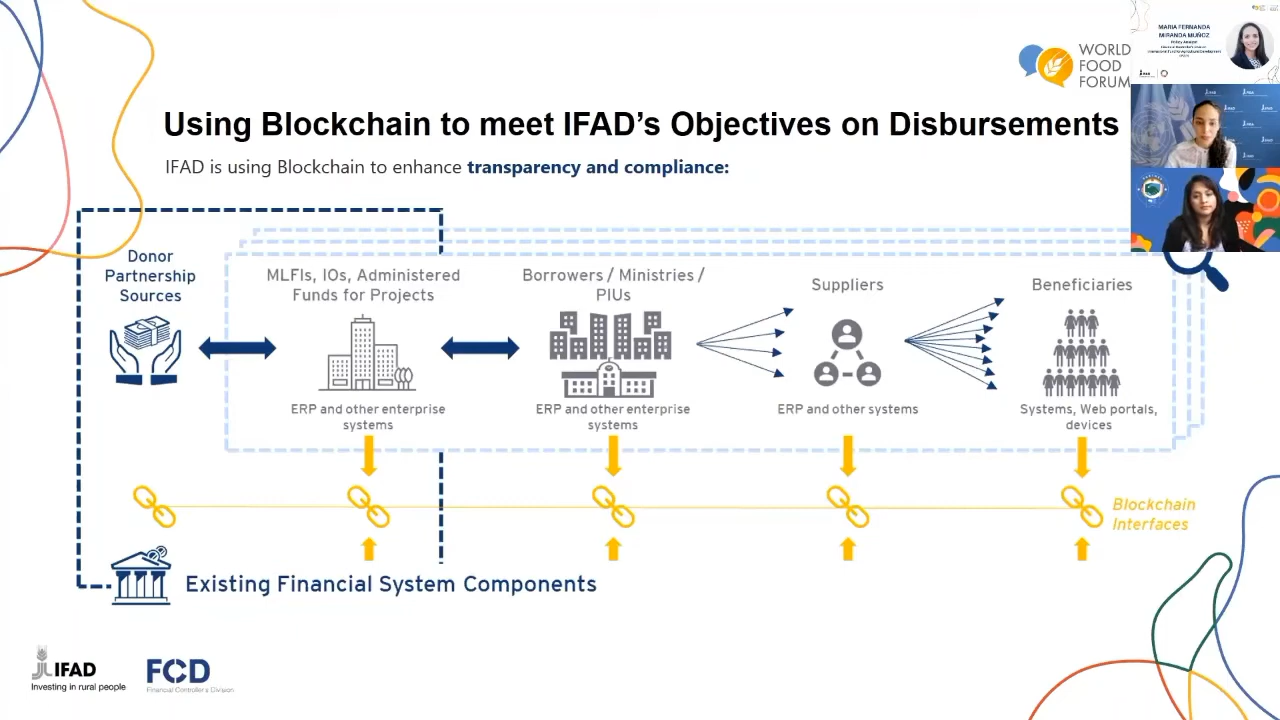 WORLD
FOOD
FORUM
MARIA FERNANDA
MIRANDA MUÑOZ
Using Blockchain to meet IFAD's Objectives on Disbursements
IFAD is using Blockchain to enhance transparency and compliance:
Donor
Partnership
Sources
MLFIs, IOs, Administered
Funds for Projects
Borrowers / Ministries /
PIUs
Suppliers
Beneficiaries
ERP and other enterprise
systems
ERP and other enterprise
systems
ERP and other systems
Systems, Web portals,
devices
Blockchain
Interfaces
Existing Financial System Components
IFAD
Investing in rural people
FCD
Financial Controller's Division